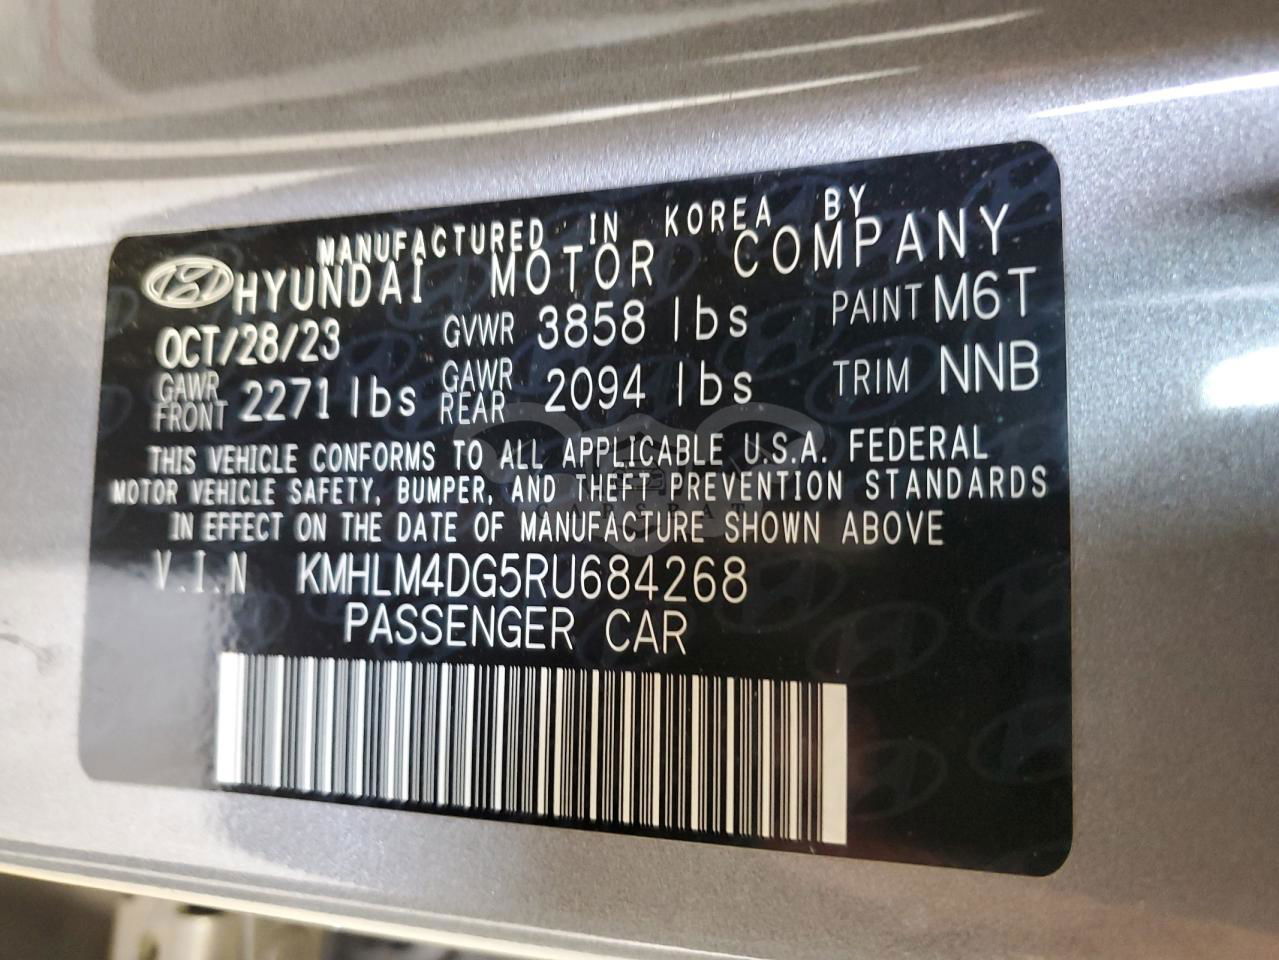 MANUFACTURED IN KOREA BY
HYUNDAI MOTOR COMPANY
OCT/28/23 GVWR 3858 lbs PAINT M6T
GAWR FRONT 2271 lbs GAWR REAR 2094 lbs TRIM NNB
THIS VEHICLE CONFORMS TO ALL APPLICABLE U.S.A. FEDERAL
MOTOR VEHICLE SAFETY, BUMPER, AND THEFT PREVENTION STANDARDS
IN EFFECT ON THE DATE OF MANUFACTURE SHOWN ABOVE
V.I.N KMHLM4DG5RU684268
PASSENGER CAR